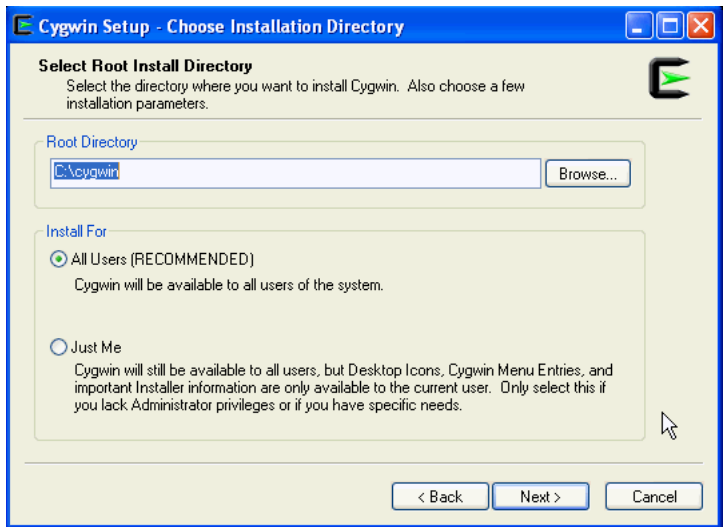 Cygwin Setup - Choose Installation Directory
Select Root Install Directory
Select the directory where you want to install Cygwin. Also choose a few
installation parameters.
Root Directory
C:\cygwin
Browse...
Install For
All Users (RECOMMENDED)
Cygwin will be available to all users of the system.
Just Me
Cygwin will still be available to all users, but Desktop Icons, Cygwin Menu Entries, and
important Installer information are only available to the current user. Only select this if
you lack Administrator privileges or if you have specific needs.
< Back
Next >
Cancel